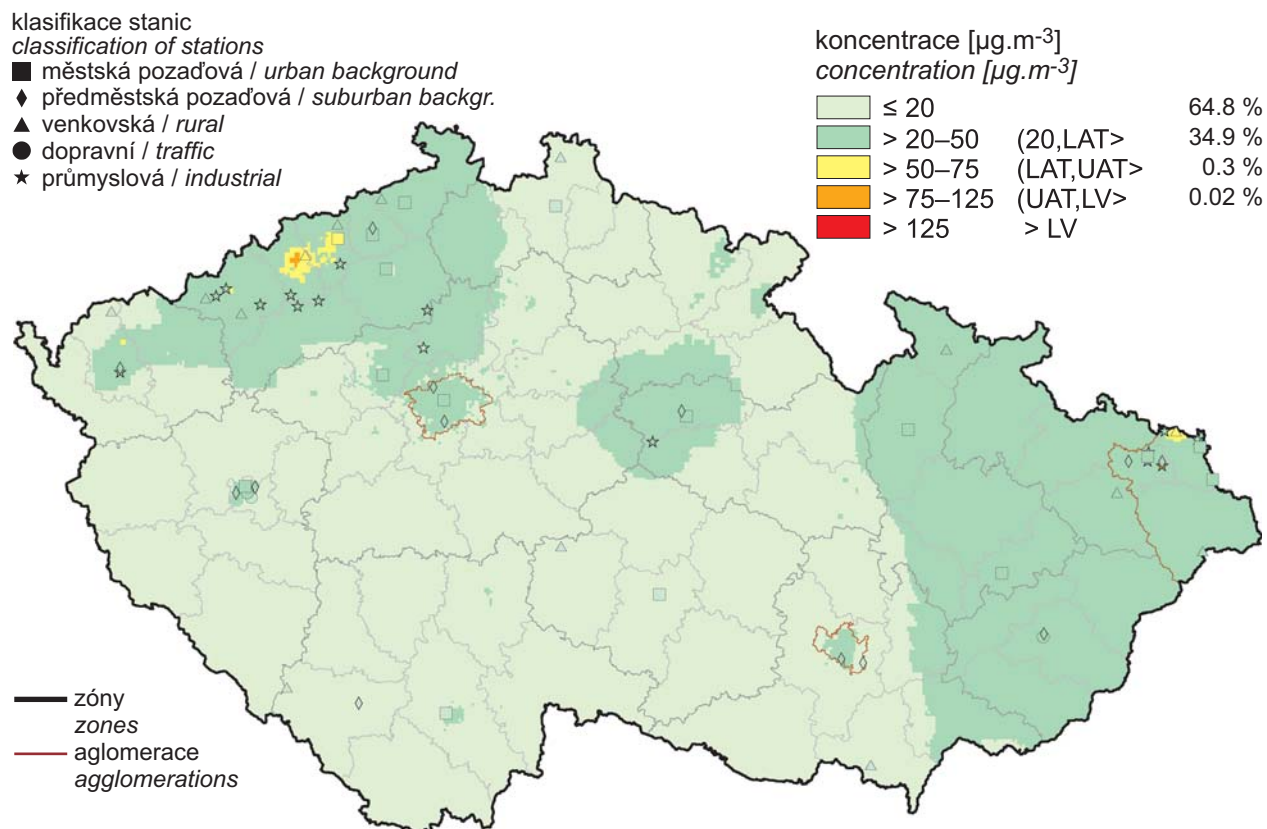 klasifikace stanic
classification of stations
městská pozaďová / urban background
předměstská pozaďová / suburban backgr.
venkovská / rural
dopravní / traffic
průmyslová / industrial
koncentrace [µg.m-3]
concentration [µg.m-3]
≤ 20 64.8 %
> 20–50 (20,LAT> 34.9 %
> 50–75 (LAT,UAT> 0.3 %
> 75–125 (UAT,LV> 0.02 %
> 125 > LV
zóny
zones
aglomerace
agglomerations